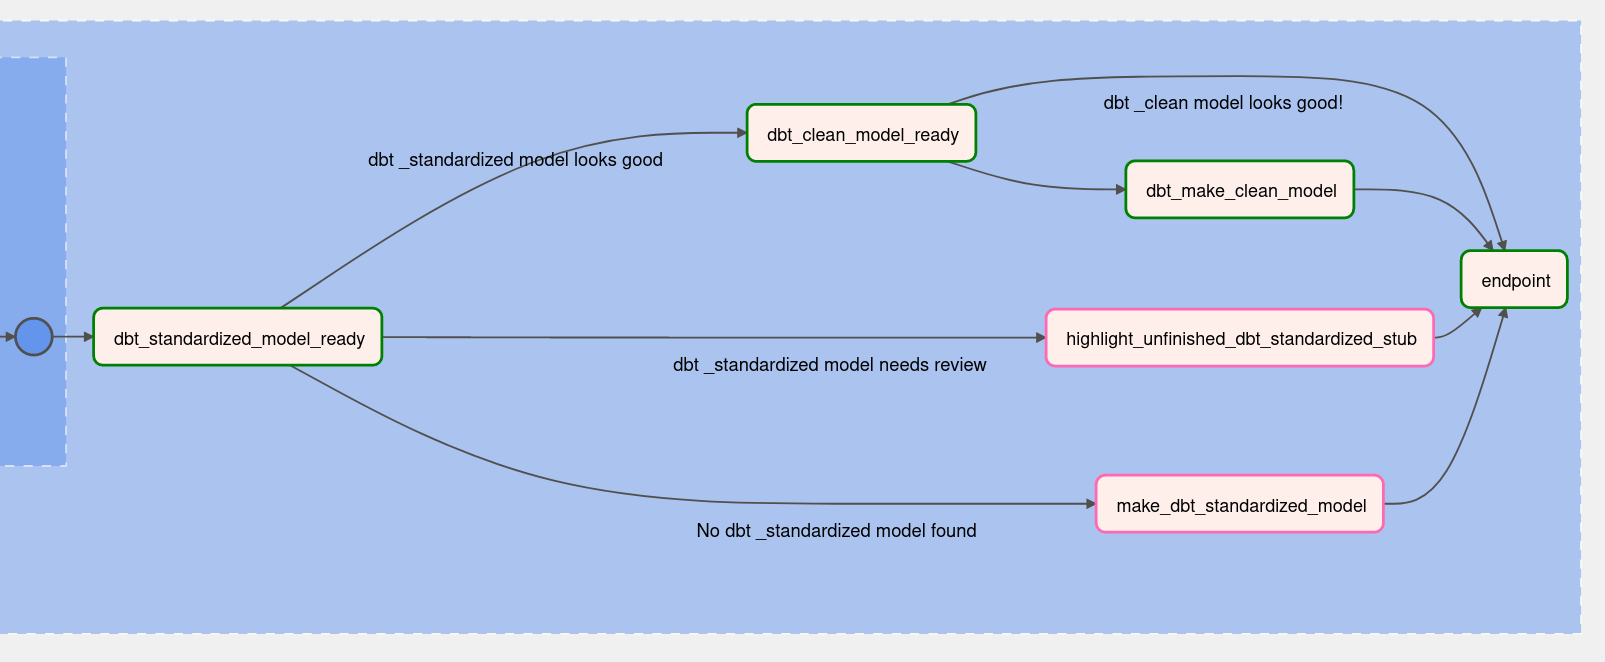 dbt _clean model looks good!
dbt_clean_model_ready
dbt _standardized model looks good
dbt_make_clean_model
endpoint
dbt_standardized_model_ready
highlight_unfinished_dbt_standardized_stub
dbt _standardized model needs review
make_dbt_standardized_model
No dbt _standardized model found